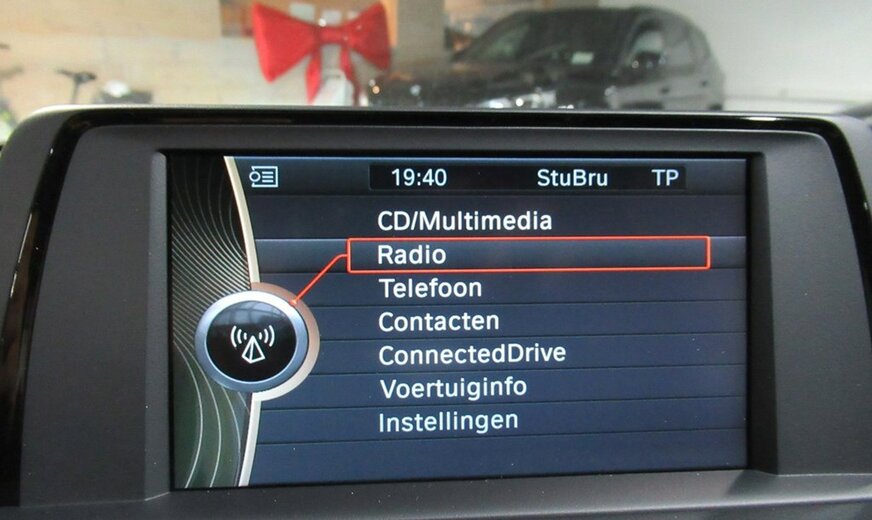 19:40 StuBru TP
CD/Multimedia
Radio
Telefoon
Contacten
ConnectedDrive
Voertuiginfo
Instellingen